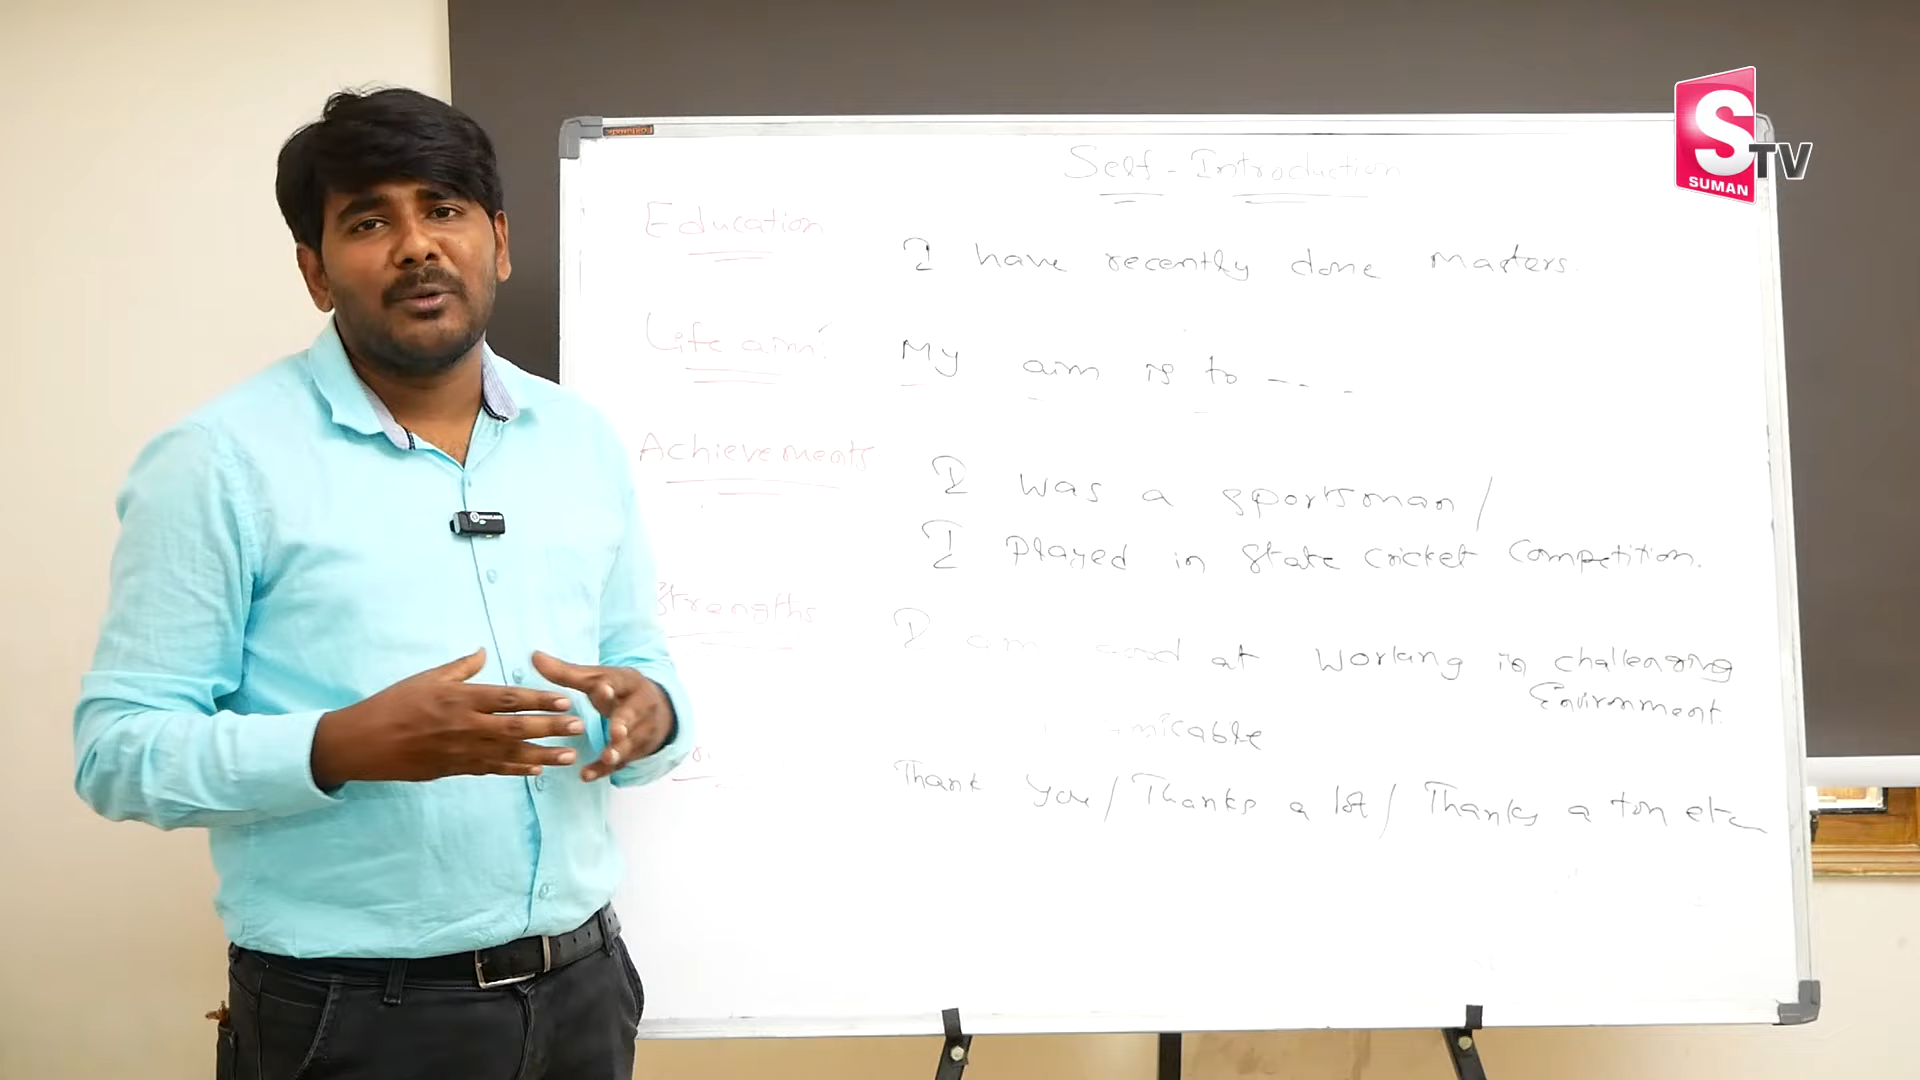 S TV
SUMAN
Self-Introduction
Education
I have recently done masters.
Life aim:
My aim is to ----
Achievements
I was a sportsman/
I played in state cricket competition.
Strengths
I am good at working in challenging
Environment.
Thank you/Thanks a lot/Thanks a ton etc